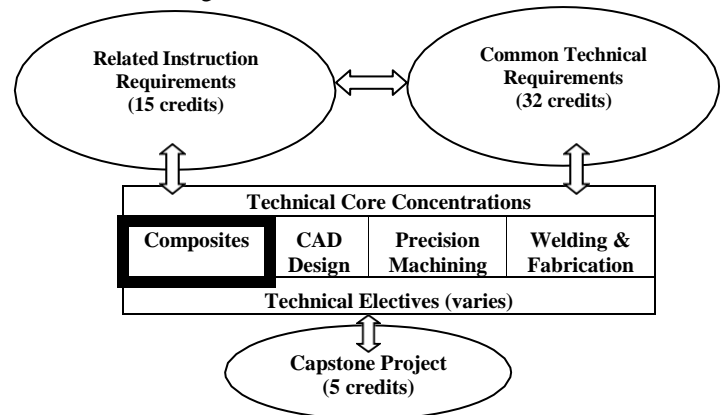 Related Instruction
Requirements
(15 credits)
Common Technical
Requirements
(32 credits)
Technical Core Concentrations
Composites
CAD
Design
Precision
Machining
Welding &
Fabrication
Technical Electives (varies)
Capstone Project
(5 credits)